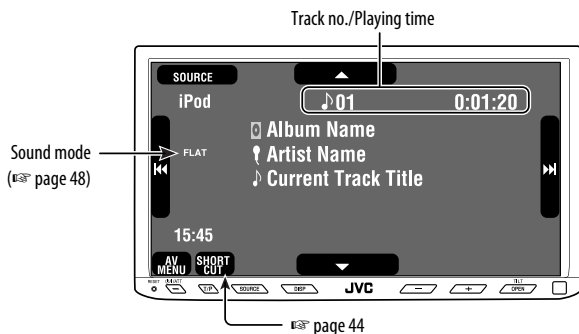 Track no./Playing time
SOURCE
iPod
♪01 0:01:20
Album Name
Artist Name
♪ Current Track Title
Sound mode
(☞ page 48)
FLAT
15:45
AV MENU
SHORT CUT
RESET
T/P
SOURCE
DISP
JVC
−
+
TILT
OPEN
☞ page 44